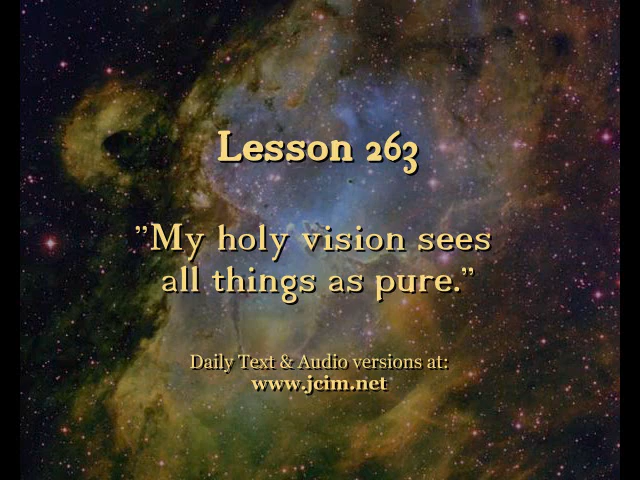 Lesson 263
"My holy vision sees
all things as pure."
Daily Text & Audio versions at:
www.jcim.net